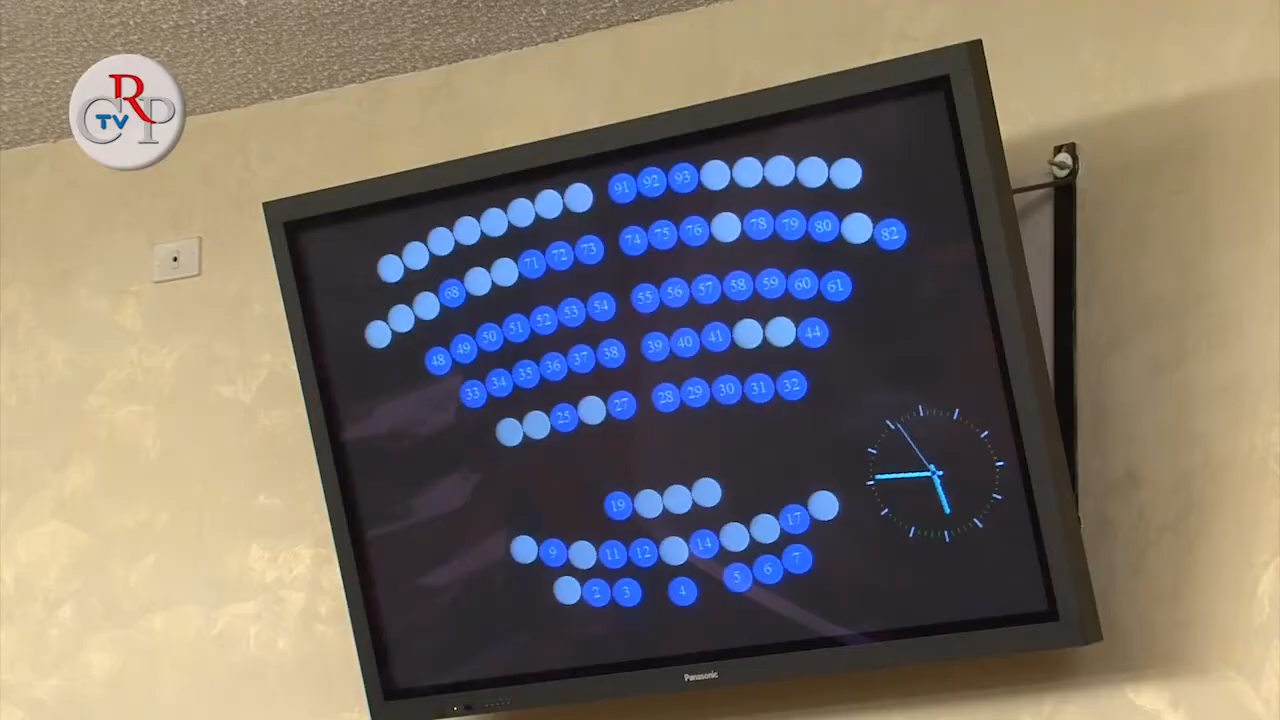 CRP
TV
91 92 93
68 71 72 73 74 75 76 78 79 80 82
48 49 50 51 52 53 54 55 56 57 58 59 60 61
33 34 35 36 37 38 39 40 41 44
25 27 28 29 30 31 32
19
9 11 12 14 17
2 3 4 5 6 7
Panasonic